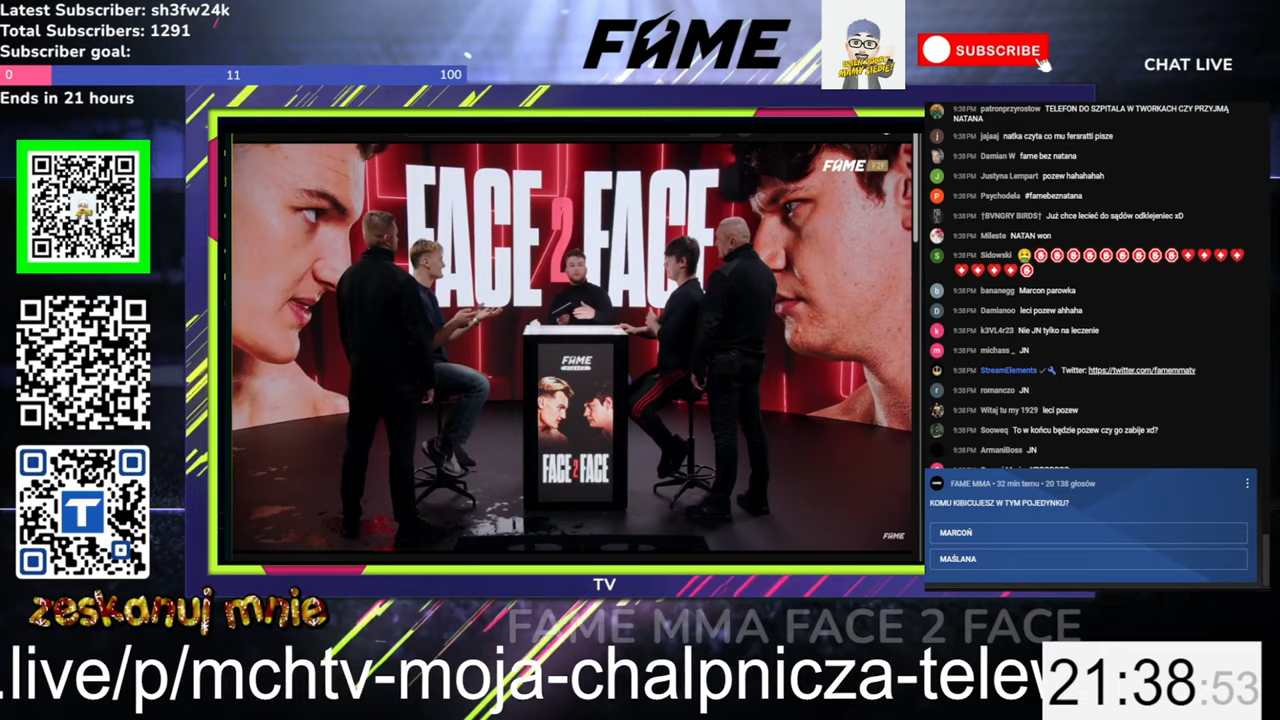 Latest Subscriber: sh3fw24k
Total Subscribers: 1291
Subscriber goal:
0 11 100
Ends in 21 hours
FAME
MAMY CIEBIE!
SUBSCRIBE
CHAT LIVE
9:38 PM patronprzyrostow TELEFON DO SZPITALA W TWORKACH CZY PRZYJMĄ
NATANA
9:38 PM jajaaj natka czyta co mu fersratti pisze
9:38 PM Damian W fame bez natana
9:38 PM Justyna Lempart pozew hahahahah
9:38 PM Psychodela #famebeznatana
9:38 PM †BVNGRY BIRDS† Już chce lecieć do sądów odklejeniec xD
9:38 PM Mileste NATAN won
9:38 PM Sidowski
9:38 PM bananegg Marcon parowka
9:38 PM Damianoo leci pozew ahhaha
9:38 PM k3VL4r23 Nie JN tylko na leczenie
9:38 PM michass _ JN
9:38 PM StreamElements Twitter: https://twitter.com/famemmatv
9:38 PM romanczo JN
9:38 PM Witaj tu my 1929 leci pozew
9:38 PM Sooweq To w końcu będzie pozew czy go zabije xd?
9:38 PM ArmaniBoss JN
FAME MMA • 32 min temu • 20 138 głosów
KOMU KIBICUJESZ W TYM POJEDYNKU?
MARCOŃ
MAŚLANA
FAME F2F
FACE 2 FACE
FAME
FACE 2 FACE
FAME
TV
T
zeskanuj mnie
FAME MMA FACE 2 FACE
.live/p/mchtv-moja-chalpnicza-telew
21:38:53